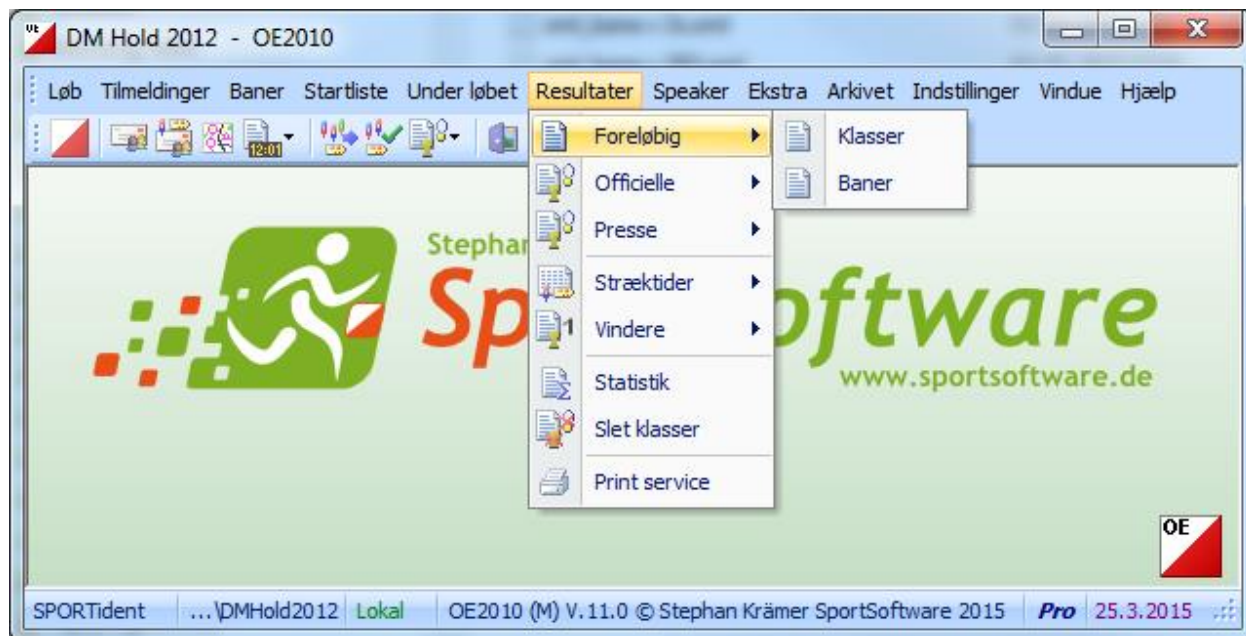 DM Hold 2012 - OE2010
Løb Tilmeldinger Baner Startliste Under løbet Resultater Speaker Ekstra Arkivet Indstillinger Vindue Hjælp
12:01
Foreløbig
Klasser
Officielle
Baner
Presse
Stephan
Stræktider
Sp
oftware
Vindere
www.sportsoftware.de
Statistik
Slet klasser
Print service
OE
SPORTident ...\DMHold2012 Lokal OE2010 (M) V.11.0 © Stephan Krämer SportSoftware 2015 Pro 25.3.2015